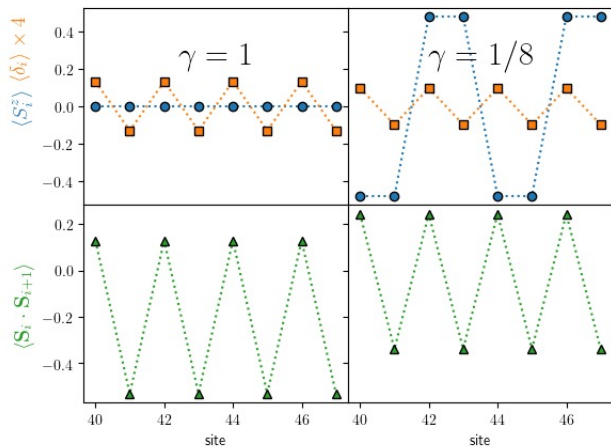 ⟨S_i^z⟩ ⟨δ_i⟩ × 4
0.4
0.2
0.0
−0.2
−0.4
γ = 1
γ = 1/8
⟨S_i · S_{i+1}⟩
0.2
0.0
−0.2
−0.4
40 42 44 46
site
40 42 44 46
site